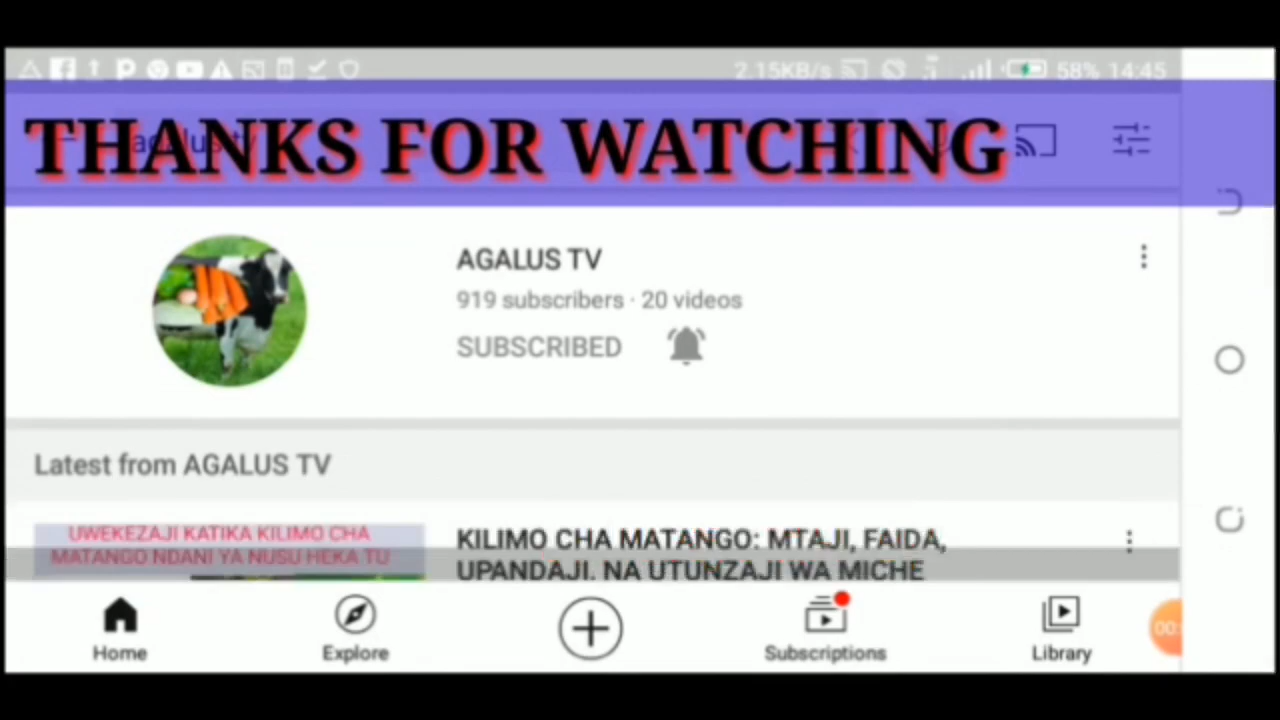 2.15KB/s 58% 14:45
THANKS FOR WATCHING
agalus tv
AGALUS TV
919 subscribers · 20 videos
SUBSCRIBED
Latest from AGALUS TV
UWEKEZAJI KATIKA KILIMO CHA
MATANGO NDANI YA NUSU HEKA TU
KILIMO CHA MATANGO: MTAJI, FAIDA,
UPANDAJI. NA UTUNZAJI WA MICHE
Home Explore Subscriptions Library